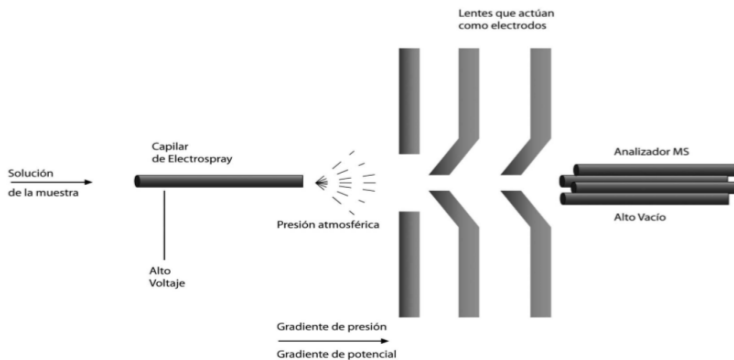 Lentes que actúan
como electrodos
Capilar
de Electrospray
Analizador MS
Solución
de la muestra
Presión atmosférica
Alto Vacío
Alto
Voltaje
Gradiente de presión
Gradiente de potencial